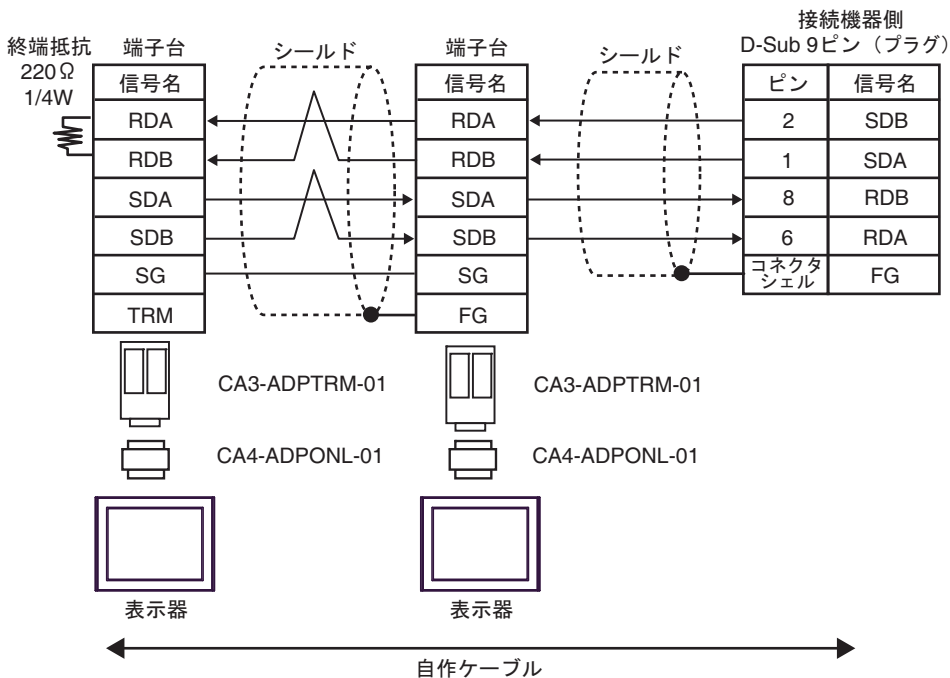 終端抵抗
220Ω
1/4W
端子台
信号名
RDA
RDB
SDA
SDB
SG
TRM
シールド
端子台
信号名
RDA
RDB
SDA
SDB
SG
FG
シールド
接続機器側
D-Sub 9ピン（プラグ）
ピン 信号名
2 SDB
1 SDA
8 RDB
6 RDA
コネクタ
シェル FG
CA3-ADPTRM-01
CA3-ADPTRM-01
CA4-ADPONL-01
CA4-ADPONL-01
表示器
表示器
自作ケーブル